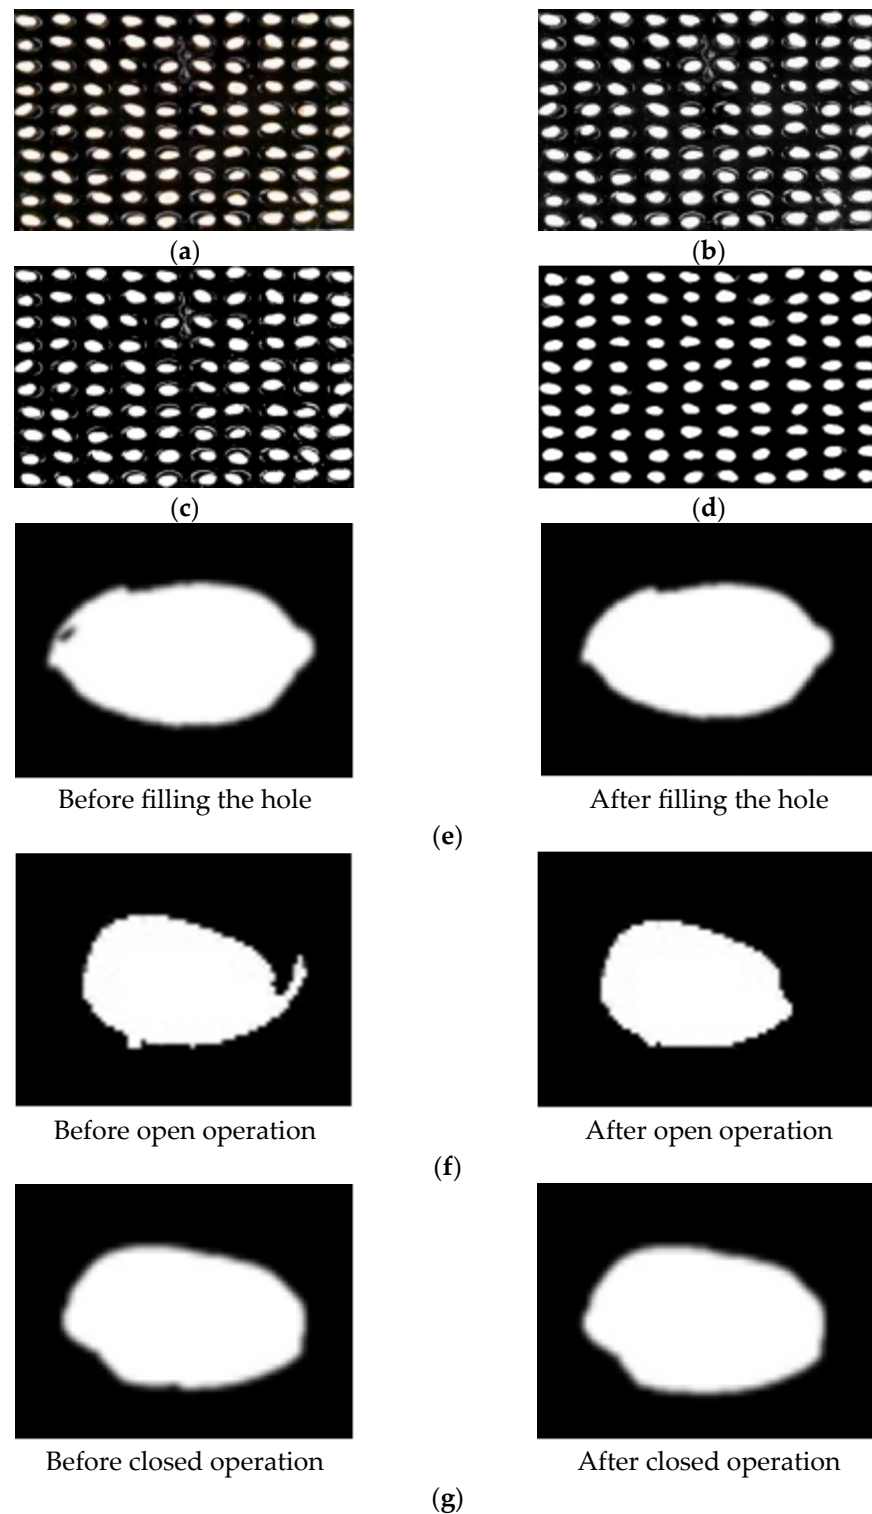 (a) (b)
(c) (d)
Before filling the hole After filling the hole
(e)
Before open operation After open operation
(f)
Before closed operation After closed operation
(g)